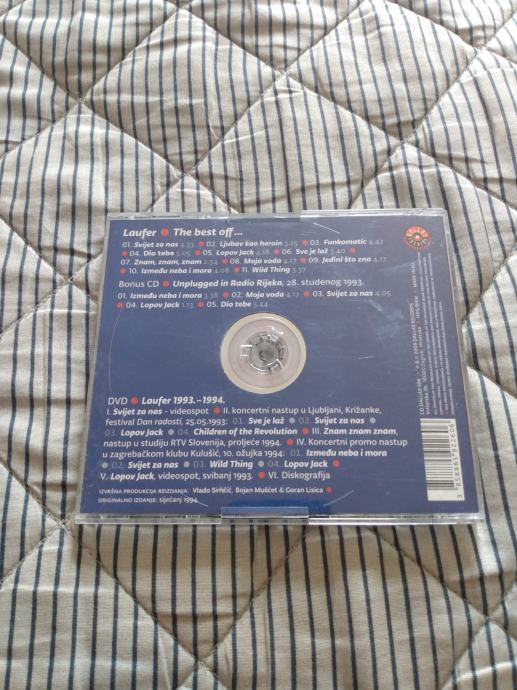 Laufer ● The best off...
01. Svijet za nas 4.33 ● 02. Ljubav kao heroin 3.25 ● 03. Funkomatic 4.42
● 04. Dio tebe 5.05 ● 05. Lopov Jack 4.18 ● 06. Sve je laž 3.40 ●
07. Znam, znam, znam 2.54 ● 08. Moja voda 4.17 ● 09. Jedini što zna 4.17
● 10. Između neba i mora 4.08 ● 11. Wild Thing 3.37
Bonus CD ● Unplugged in Radio Rijeka, 28. studenog 1993.
01. Između neba i mora 3.38 ● 02. Moja voda 4.17 ● 03. Svijet za nas 4.05
● 04. Lopov Jack 1.13 ● 05. Dio tebe 5.44
DVD ● Laufer 1993.–1994.
I. Svijet za nas - videospot ● II. koncertni nastup u Ljubljani, Križanke,
festival Dan radosti, 25.05.1993: 01: Sve je laž ● 02: Svijet za nas ●
03: Lopov Jack ● 04. Children of the Revolution ● III. Znam znam znam,
nastup u studiju RTV Slovenija, proljeće 1994. ● IV. Koncertni promo nastup
u zagrebačkom klubu Kulušić, 10. ožujka 1994: 01: Između neba i mora
● 02: Svijet za nas ● 03: Wild Thing ● 04: Lopov Jack ●
V. Lopov Jack, videospot, svibanj 1993. ● VI. Diskografija
IZVRŠNA PRODUKCIJA REIZDANJA: Vlado Simčić, Bojan Mušćet & Goran Lisica ●
ORIGINALNO IZDANJE: siječanj 1994.
3 858885 922608